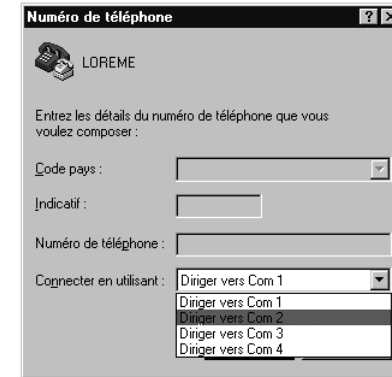 Numéro de téléphone
LOREME
Entrez les détails du numéro de téléphone que vous
voulez composer :
Code pays :
Indicatif :
Numéro de téléphone :
Connecter en utilisant : Diriger vers Com 1
Diriger vers Com 1
Diriger vers Com 2
Diriger vers Com 3
Diriger vers Com 4